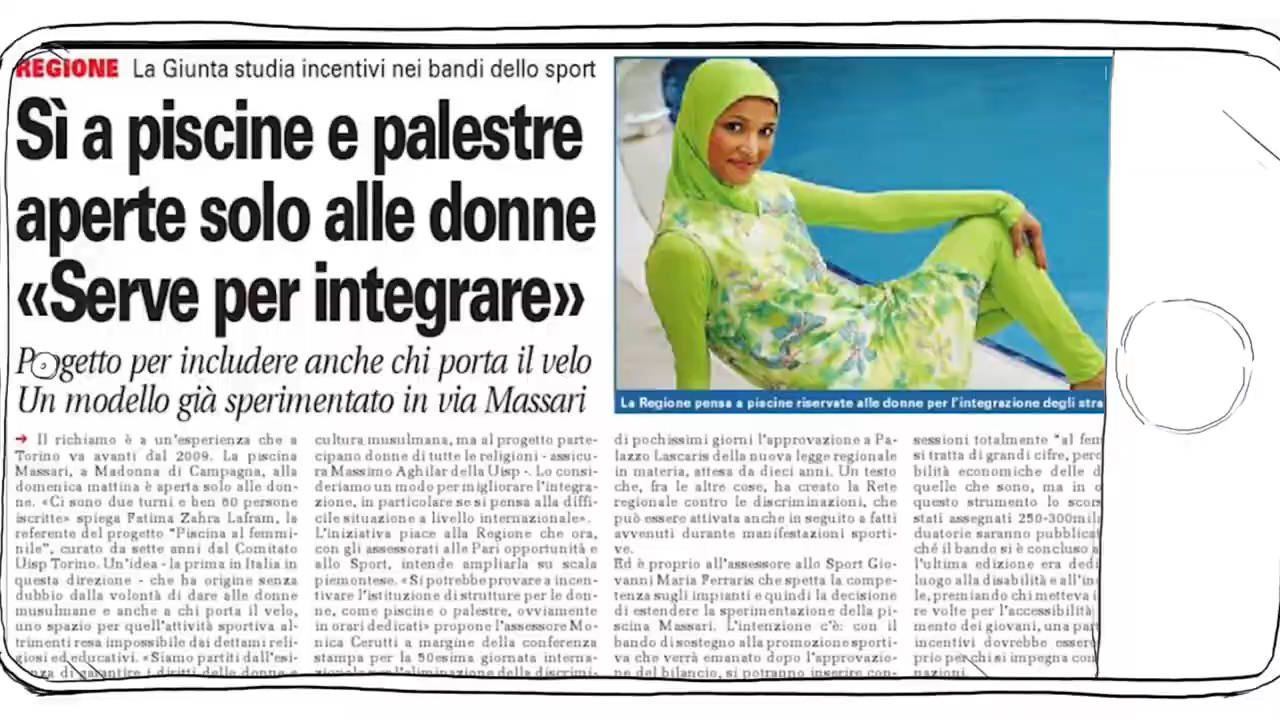 REGIONE La Giunta studia incentivi nei bandi dello sport
Sì a piscine e palestre
aperte solo alle donne
«Serve per integrare»
Pogetto per includere anche chi porta il velo
Un modello già sperimentato in via Massari
La Regione pensa a piscine riservate alle donne per l'integrazione degli stra
➔ Il richiamo è a un'esperienza che a
Torino va avanti dal 2009. La piscina
Massari, a Madonna di Campagna, alla
domenica mattina è aperta solo alle don-
ne. «Ci sono due turni e ben 60 persone
iscritte» spiega Fatima Zahra Lafram, la
referente del progetto "Piscina al femmi-
nile", curato da sette anni dal Comitato
Uisp Torino. Un'idea - la prima in Italia in
questa direzione - che ha origine senza
dubbio dalla volontà di dare alle donne
musulmane e anche a chi porta il velo,
uno spazio per quell'attività sportiva al-
trimenti resa impossibile dai dettami reli-
giosi ed educativi. «Siamo partiti dall'esi-
nza di garantire i diritti delle donne e
cultura musulmana, ma al progetto parte-
cipano donne di tutte le religioni - assicu-
ra Massimo Aghilar della Uisp -. Lo consi-
deriamo un modo per migliorare l'integra-
zione, in particolare se si pensa alla diffi-
cile situazione a livello internazionale».
L'iniziativa piace alla Regione che ora,
con gli assessorati alle Pari opportunità e
allo Sport, intende ampliarla su scala
piemontese. «Si potrebbe provare a incen-
tivare l'istituzione di strutture per le don-
ne, come piscine o palestre, ovviamente
in orari dedicati» propone l'assessore Mo-
nica Cerutti a margine della conferenza
stampa per la 50esima giornata interna-
zionale per l'eliminazione della discrimi-
di pochissimi giorni l'approvazione a Pa-
lazzo Lascaris della nuova legge regionale
in materia, attesa da dieci anni. Un testo
che, fra le altre cose, ha creato la Rete
regionale contro le discriminazioni, che
può essere attivata anche in seguito a fatti
avvenuti durante manifestazioni sporti-
ve.
Ed è proprio all'assessore allo Sport Gio-
vanni Maria Ferraris che spetta la compe-
tenza sugli impianti e quindi la decisione
di estendere la sperimentazione della pi-
scina Massari. L'intenzione c'è: con il
bando di sostegno alla promozione sporti-
va che verrà emanato dopo l'approvazio-
ne del bilancio, si potranno inserire con-
sessioni totalmente "al fem
si tratta di grandi cifre, perc
bilità economiche delle d
quelle che sono, ma in c
questo strumento lo scors
stati assegnati 250-300mil
duatorie saranno pubblicat
ché il bando si è concluso a
l'ultima edizione era dedi
luogo alla disabilità e all'in
le, premiando chi metteva i
re volte per l'accessibilità
mento dei giovani, una par
incentivi dovrebbe essere
prio per chi si impegna con
nazioni.